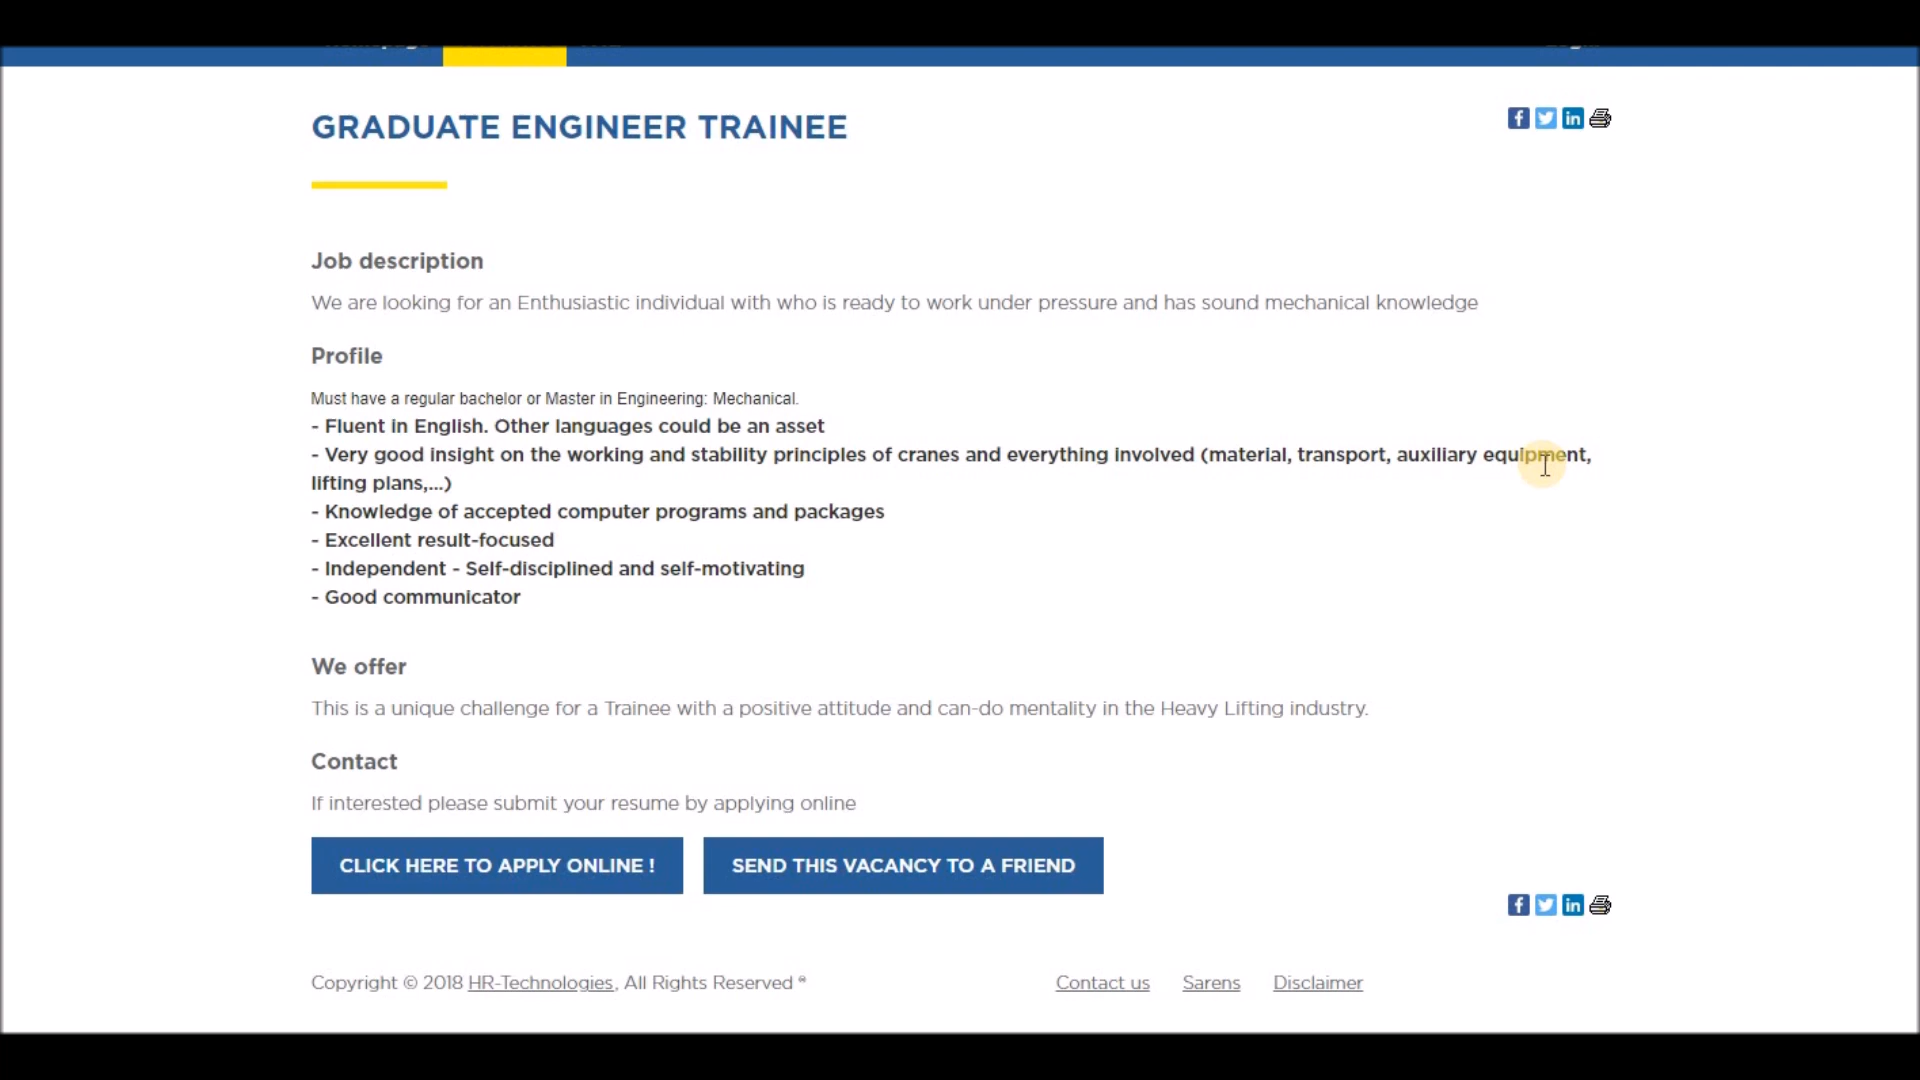 GRADUATE ENGINEER TRAINEE
Job description
We are looking for an Enthusiastic individual with who is ready to work under pressure and has sound mechanical knowledge
Profile
Must have a regular bachelor or Master in Engineering: Mechanical.
- Fluent in English. Other languages could be an asset
- Very good insight on the working and stability principles of cranes and everything involved (material, transport, auxiliary equipment,
lifting plans,...)
- Knowledge of accepted computer programs and packages
- Excellent result-focused
- Independent - Self-disciplined and self-motivating
- Good communicator
We offer
This is a unique challenge for a Trainee with a positive attitude and can-do mentality in the Heavy Lifting industry.
Contact
If interested please submit your resume by applying online
CLICK HERE TO APPLY ONLINE !
SEND THIS VACANCY TO A FRIEND
Copyright © 2018 HR-Technologies, All Rights Reserved ®
Contact us Sarens Disclaimer